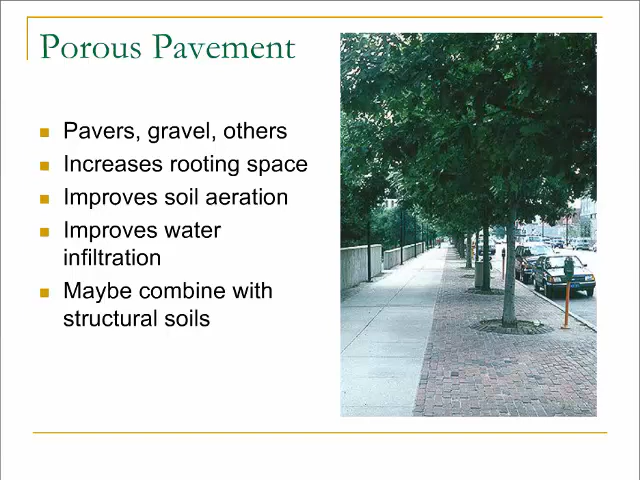 Porous Pavement
Pavers, gravel, others
Increases rooting space
Improves soil aeration
Improves water
infiltration
Maybe combine with
structural soils